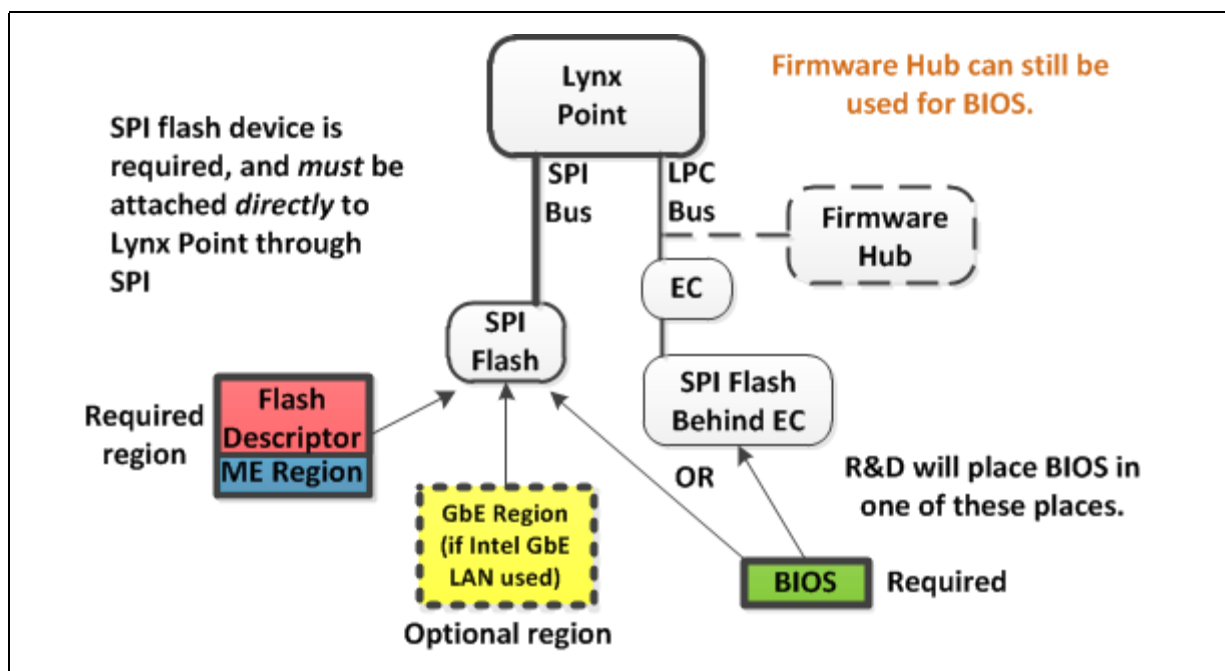 Lynx
Point
Firmware Hub can still be
used for BIOS.
SPI flash device is
required, and must be
attached directly to
Lynx Point through
SPI
SPI
Bus
LPC
Bus
Firmware
Hub
EC
SPI
Flash
SPI Flash
Behind EC
Required
region
Flash
Descriptor
ME Region
OR
R&D will place BIOS in
one of these places.
GbE Region
(if Intel GbE
LAN used)
Optional region
BIOS
Required